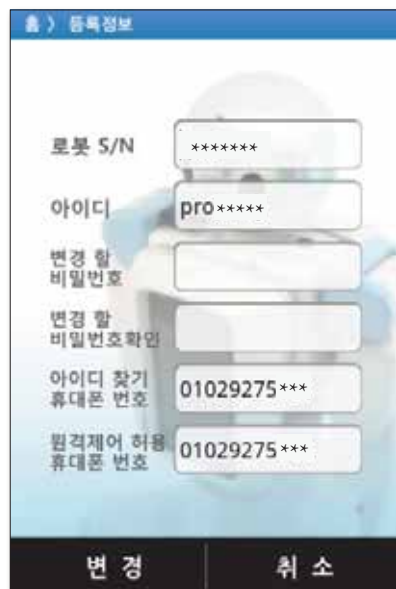 홈 〉 등록정보
로봇 S/N
*******
아이디
pro*****
변경 할
비밀번호
변경 할
비밀번호확인
아이디 찾기
휴대폰 번호
01029275***
원격제어 허용
휴대폰 번호
01029275***
변 경
취 소